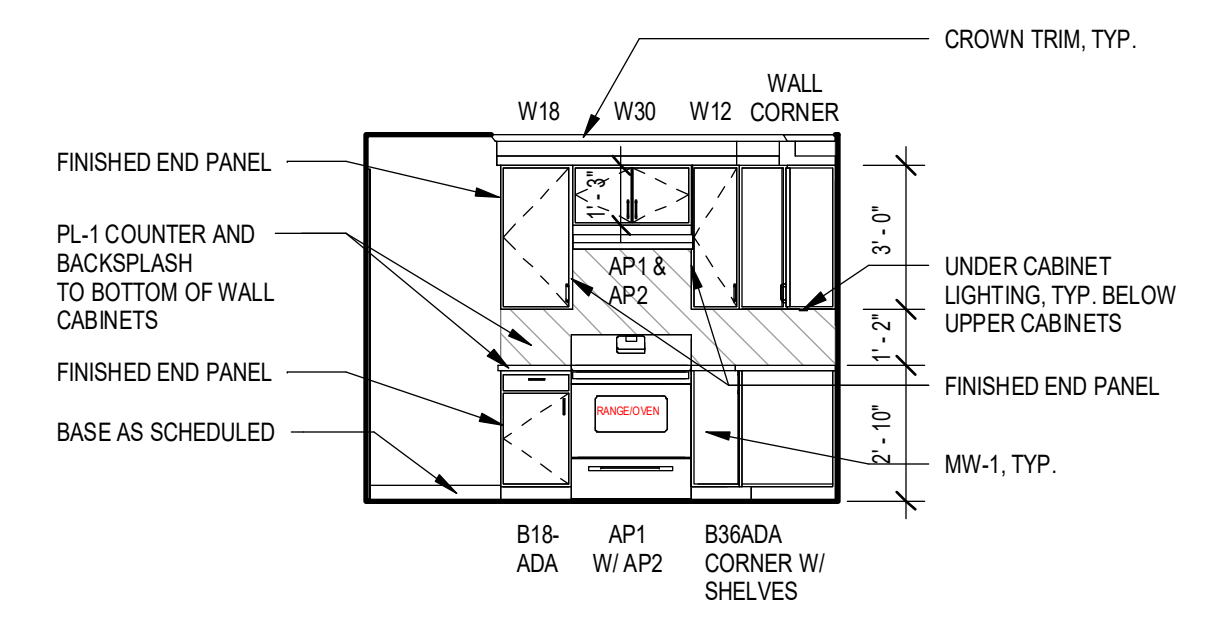 CROWN TRIM, TYP.
WALL
W18 W30 W12 CORNER
FINISHED END PANEL
1' - 3"
3' - 0"
PL-1 COUNTER AND
BACKSPLASH
TO BOTTOM OF WALL
CABINETS
AP1 &
AP2
UNDER CABINET
LIGHTING, TYP. BELOW
UPPER CABINETS
1' - 2"
FINISHED END PANEL
FINISHED END PANEL
RANGE/OVEN
BASE AS SCHEDULED
2' - 10"
MW-1, TYP.
B18-
ADA
AP1
W/ AP2
B36ADA
CORNER W/
SHELVES